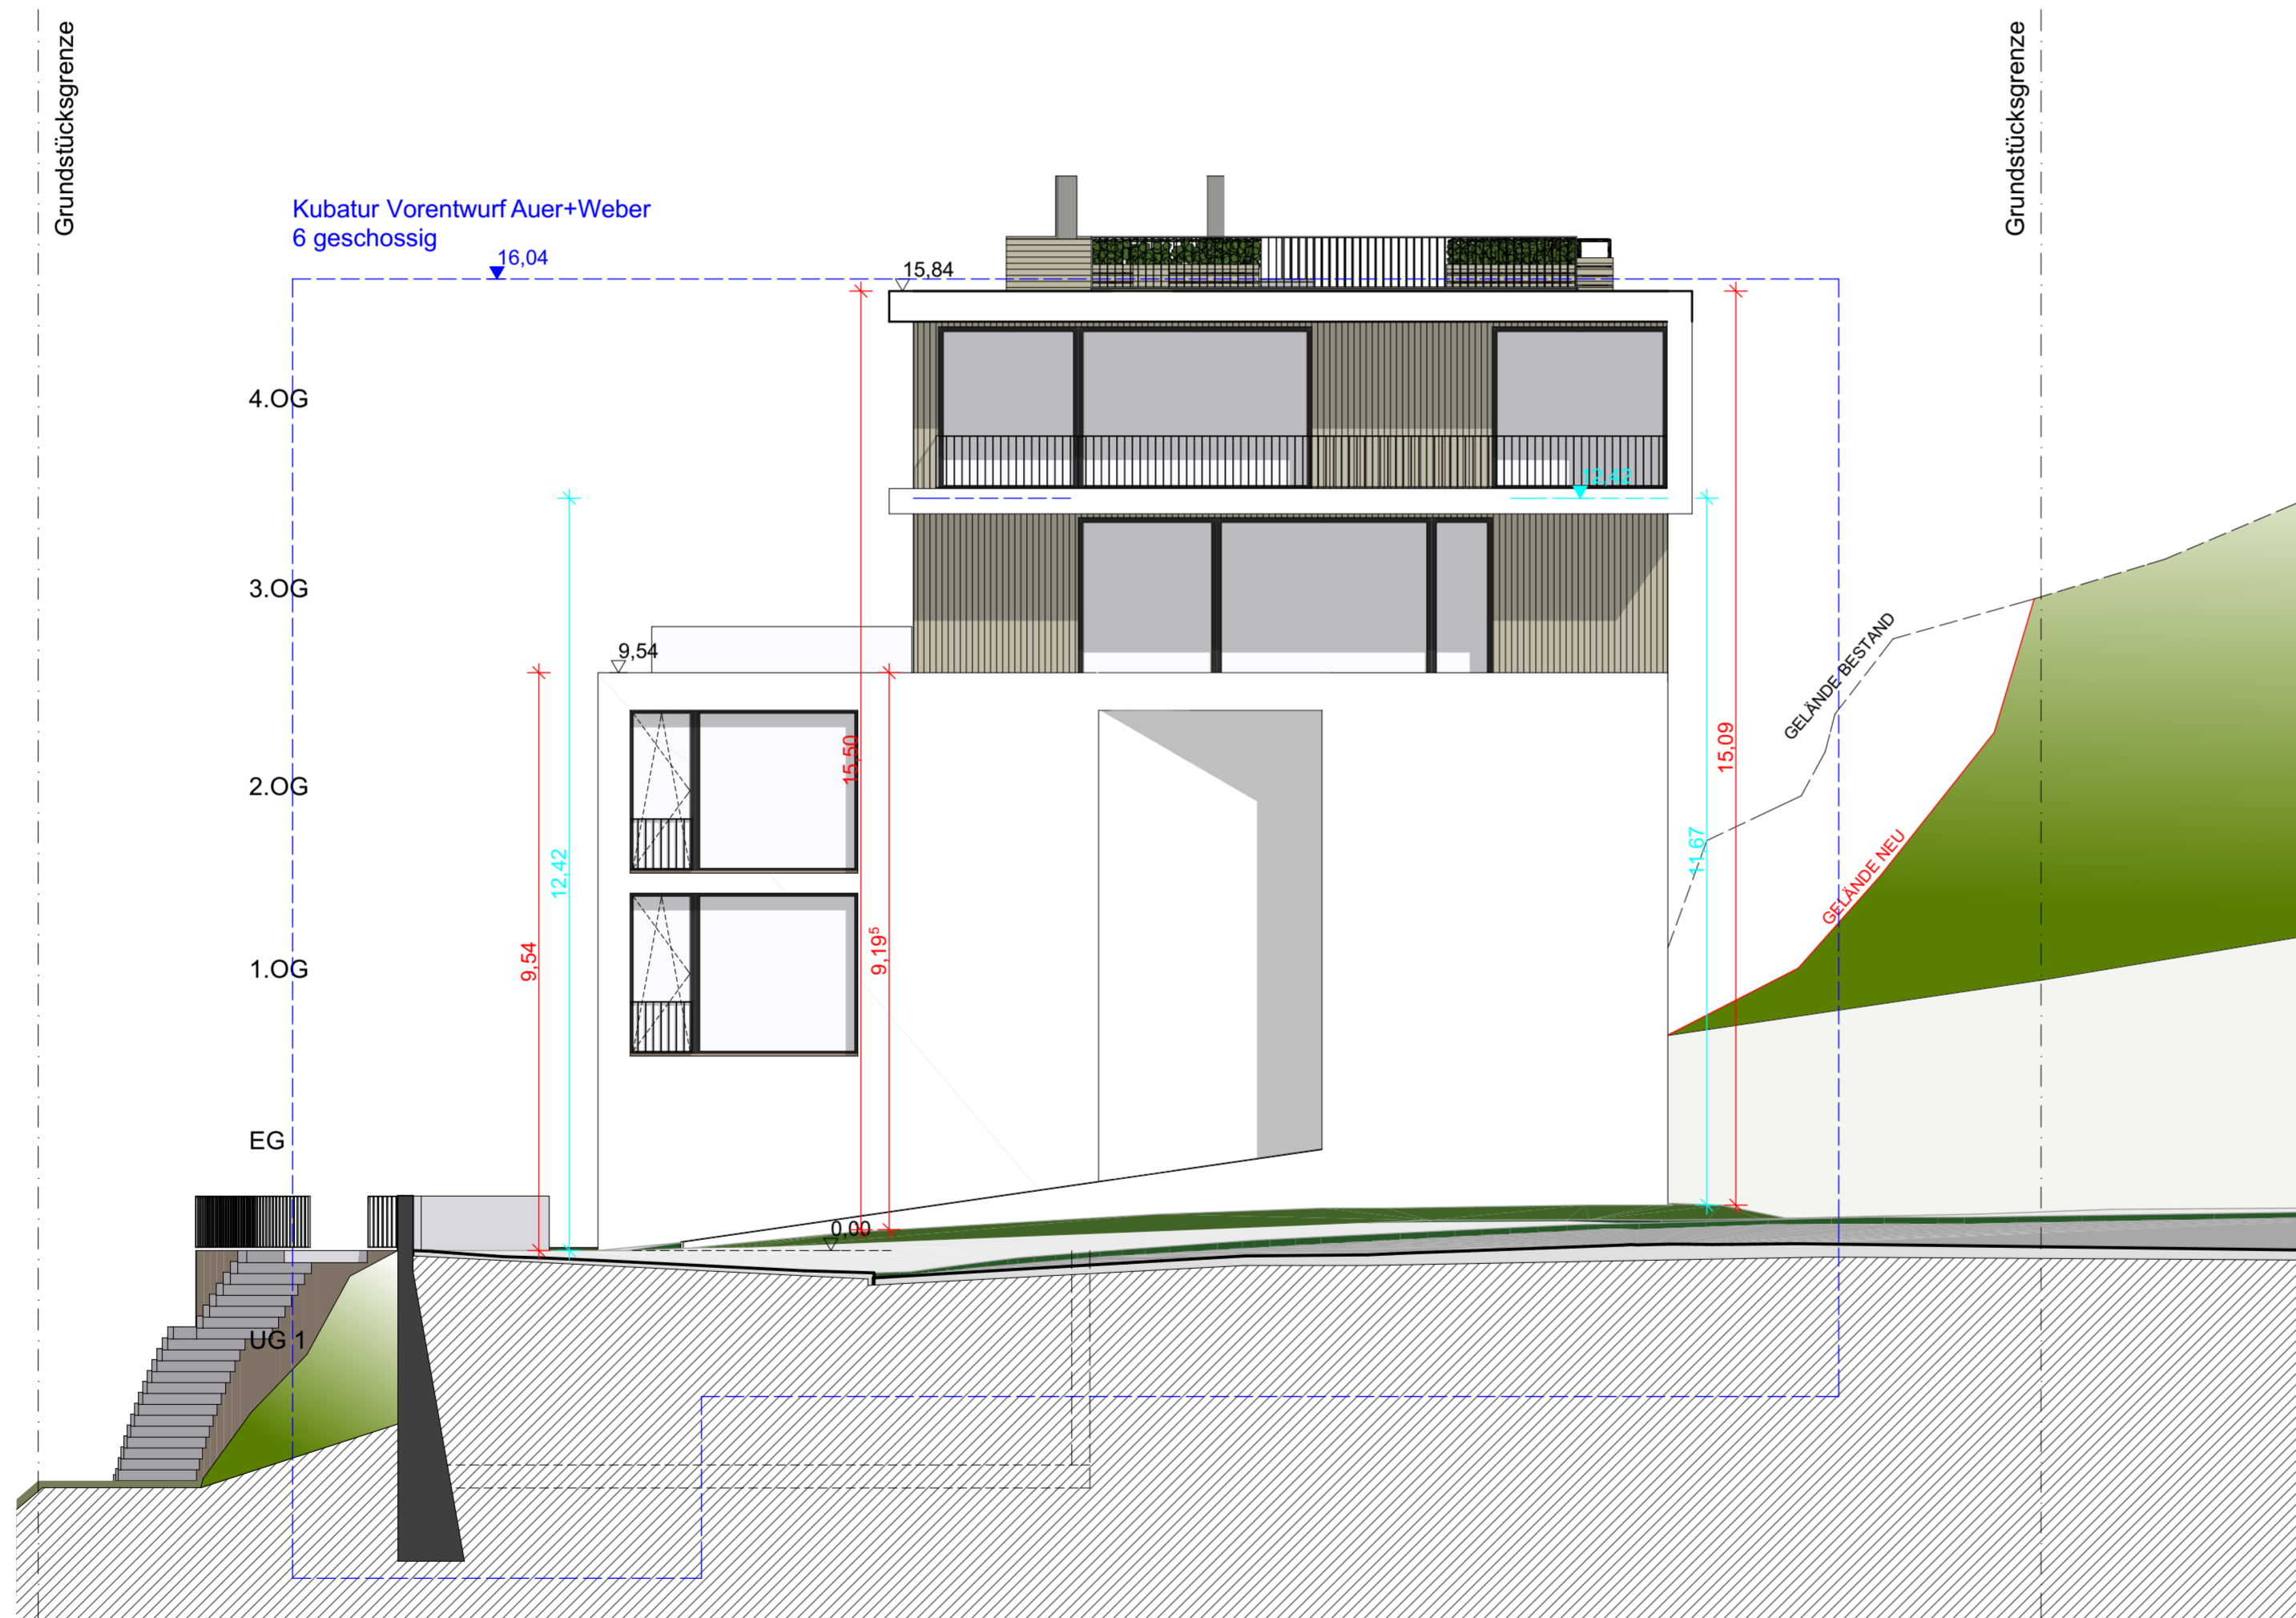 Grundstücksgrenze
Grundstücksgrenze
Kubatur Vorentwurf Auer+Weber
6 geschossig
16,04
15,84
4.OG
12,42
3.OG
9,54
GELÄNDE BESTAND
15,50
15,09
2.OG
12,42
11,67
GELÄNDE NEU
9,54
9,19⁵
1.OG
EG
0,00
UG 1